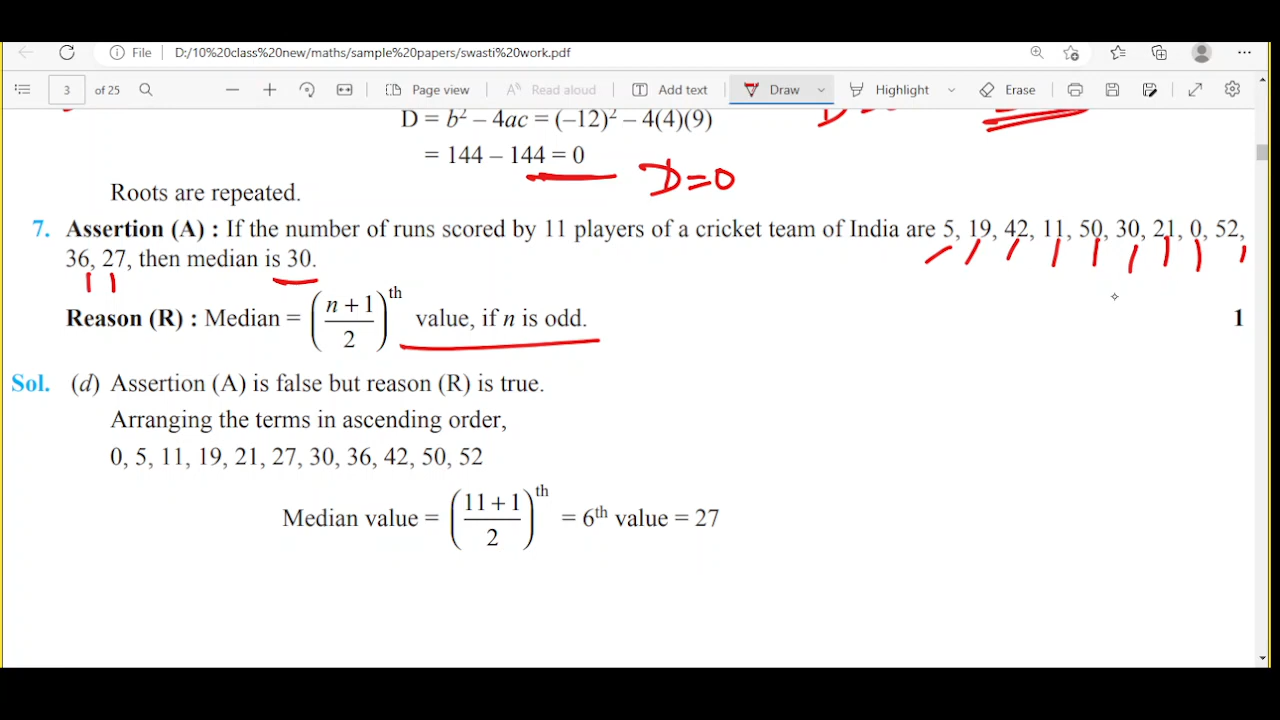 File D:/10%20class%20new/maths/sample%20papers/swasti%20work.pdf
3 of 25 Page view Read aloud Add text Draw Highlight Erase
D = b² – 4ac = (–12)² – 4(4)(9)
= 144 – 144 = 0
D=0
Roots are repeated.
7. Assertion (A) : If the number of runs scored by 11 players of a cricket team of India are 5, 19, 42, 11, 50, 30, 21, 0, 52,
36, 27, then median is 30.
Reason (R) : Median = ((n + 1)/2)th value, if n is odd. 1
Sol. (d) Assertion (A) is false but reason (R) is true.
Arranging the terms in ascending order,
0, 5, 11, 19, 21, 27, 30, 36, 42, 50, 52
Median value = ((11 + 1)/2)th = 6th value = 27